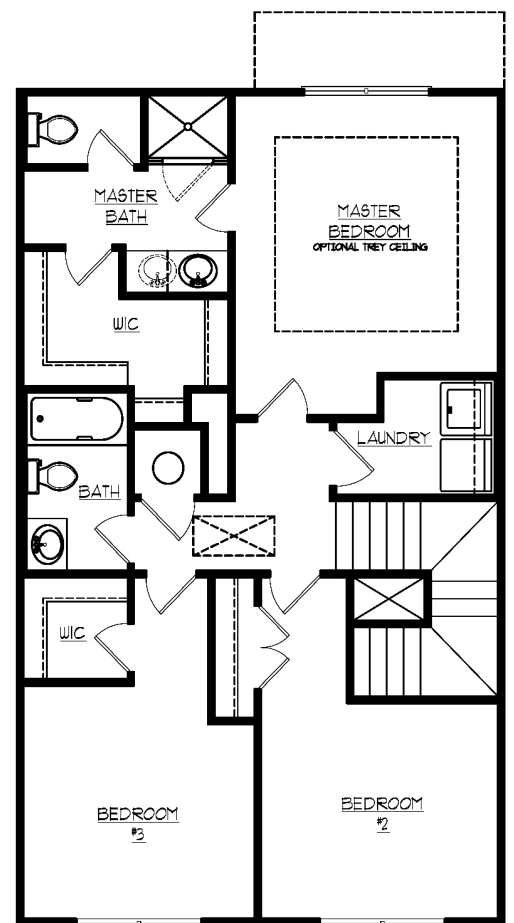 MASTER
BATH
MASTER
BEDROOM
OPTIONAL TREY CEILING
WIC
LAUNDRY
BATH
WIC
BEDROOM
#3
BEDROOM
#2